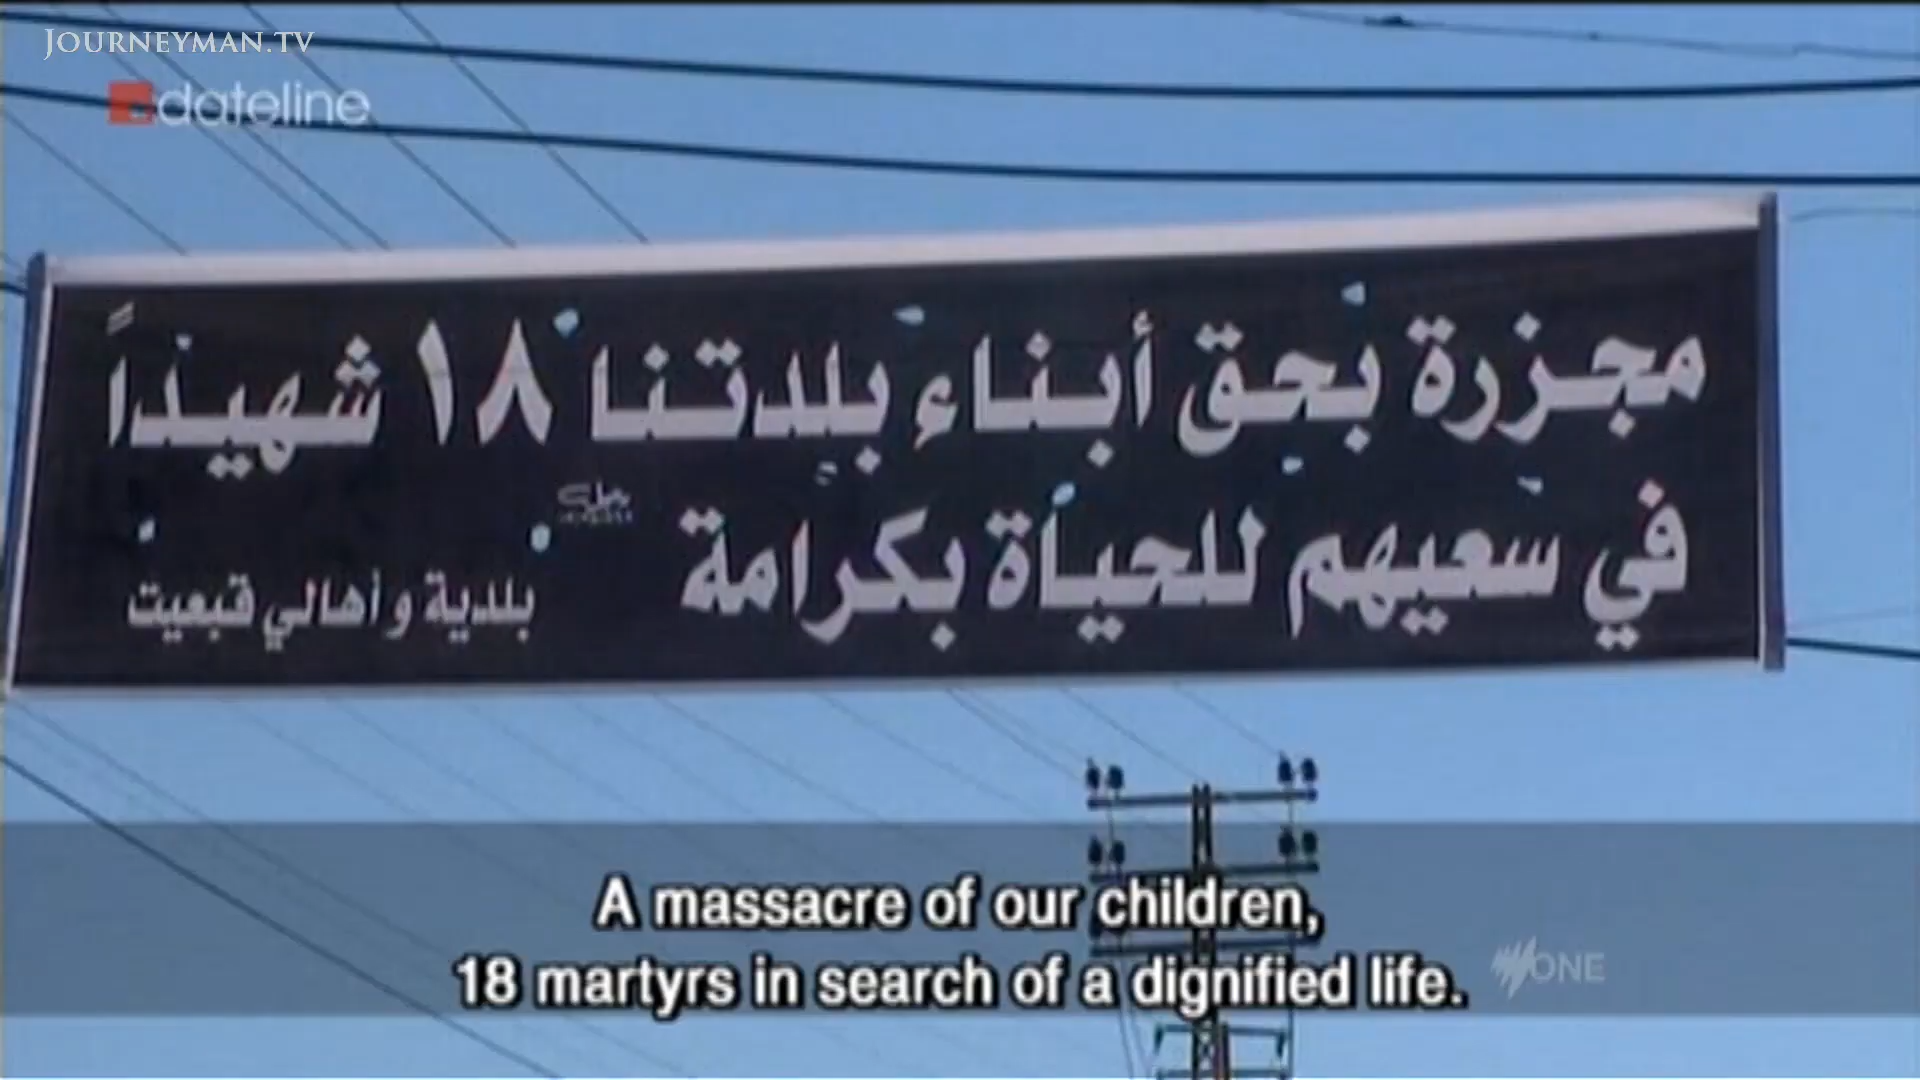 JOURNEYMAN.TV
dateline
مجزرة بحق أبناء بلدتنا ١٨ شهيداً
في سعيهم للحياة بكرامة
بلدية وأهالي قبعيت
A massacre of our children,
18 martyrs in search of a dignified life.
ONE